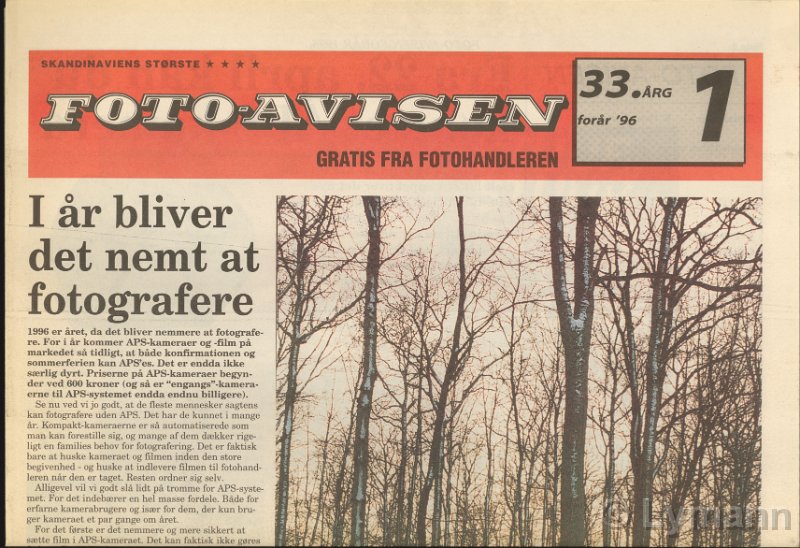 SKANDINAVIENS STØRSTE ★ ★ ★ ★
FOTO-AVISEN
GRATIS FRA FOTOHANDLEREN
33. ÅRG
forår '96
1
I år bliver
det nemt at
fotografere
1996 er året, da det bliver nemmere at fotografe-
re. For i år kommer APS-kameraer og -film på
markedet så tidligt, at både konfirmationen og
sommerferien kan APS'es. Det er endda ikke
særlig dyrt. Priserne på APS-kameraer begyn-
der ved 600 kroner (og så er "engangs"-kamera-
erne til APS-systemet endda endnu billigere).
Se nu ved vi jo godt, at de fleste mennesker sagtens
kan fotografere uden APS. Det har de kunnet i mange
år. Kompakt-kameraerne er så automatiserede som
man kan forestille sig, og mange af dem dækker rige-
ligt en families behov for fotografering. Det er faktisk
bare at huske kameraet og filmen inden den store
begivenhed - og huske at indlevere filmen til fotohand-
leren når den er taget. Resten ordner sig selv.
Alligevel vil vi godt slå lidt på tromme for APS-syste-
met. For det indebærer en hel masse fordele. Både for
erfarne kamerabrugere og især for dem, der kun bru-
ger kameraet et par gange om året.
For det første er det nemmere og mere sikkert at
sætte film i APS-kameraet. Det kan faktisk ikke gøres
© Lymann